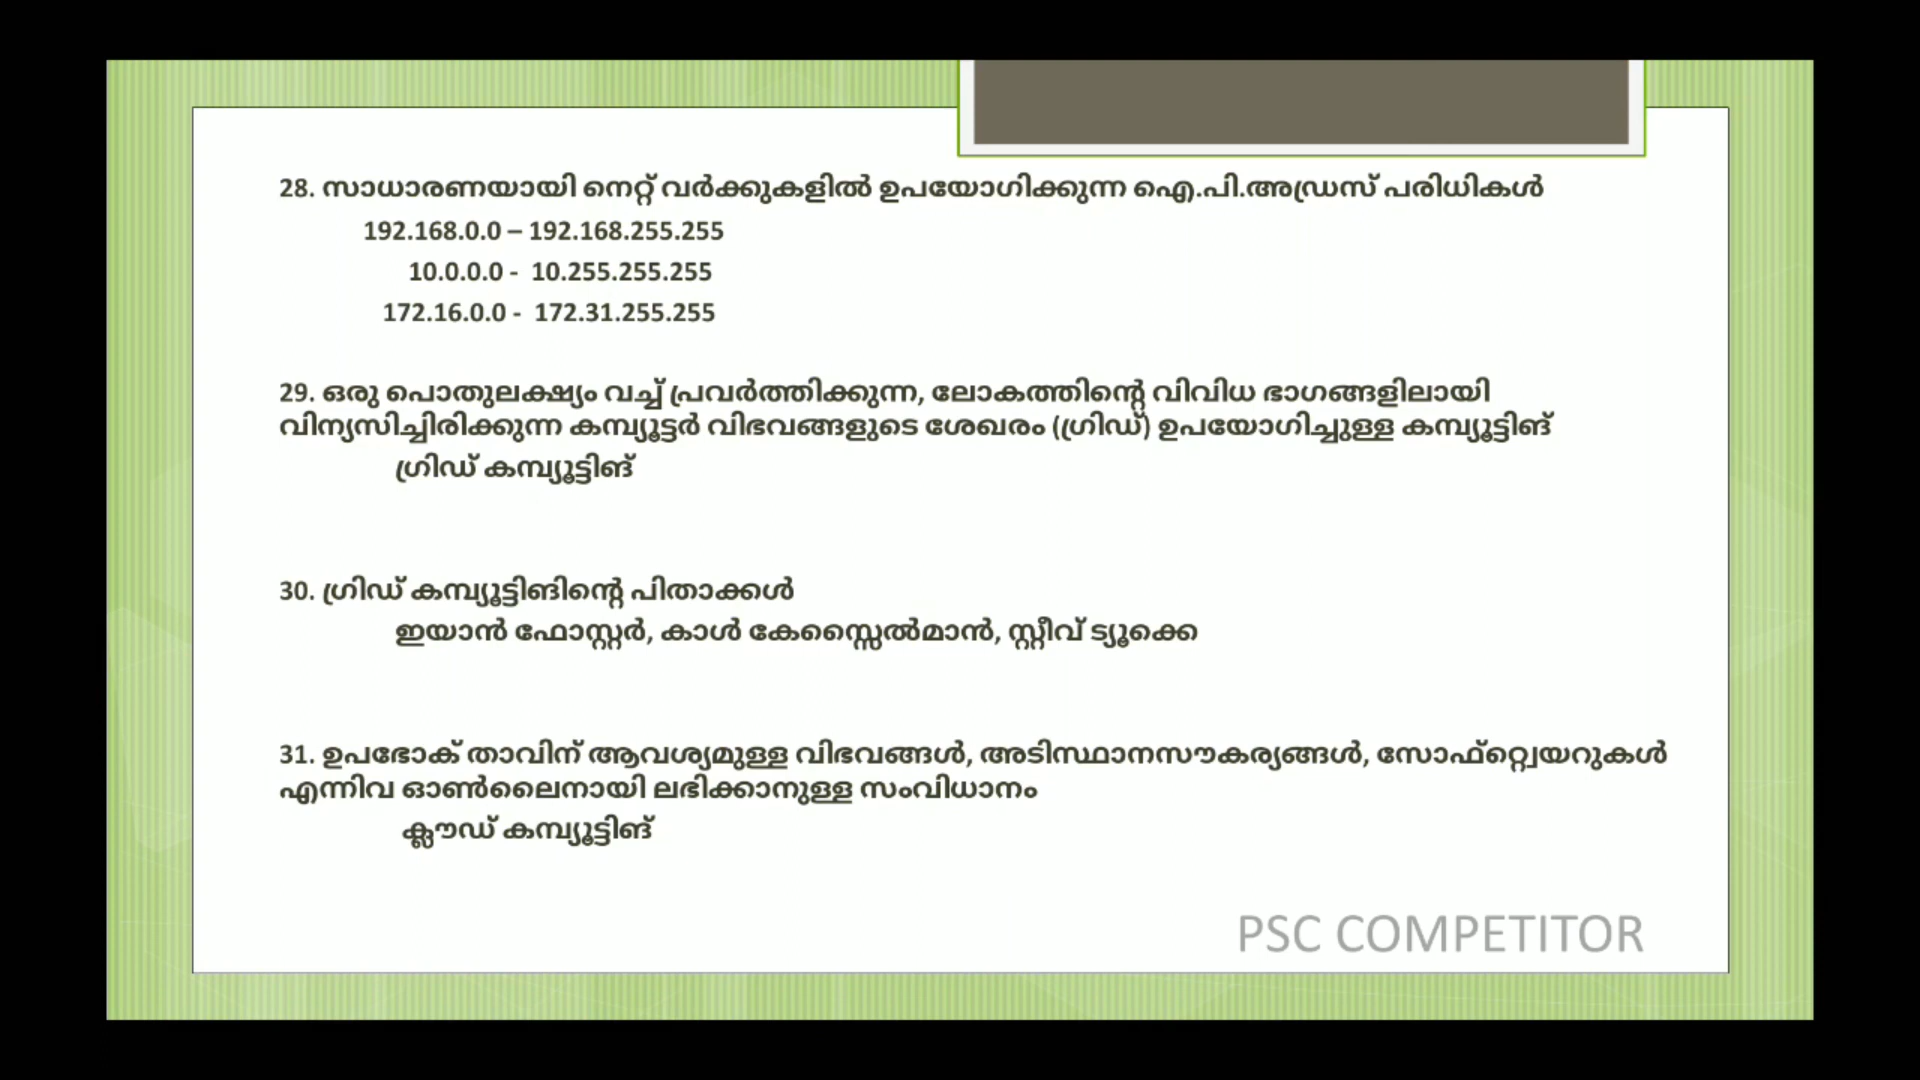 28. സാധാരണയായി നെറ്റ് വർക്കുകളിൽ ഉപയോഗിക്കുന്ന ഐ.പി.അഡ്രസ് പരിധികൾ
192.168.0.0 – 192.168.255.255
10.0.0.0 - 10.255.255.255
172.16.0.0 - 172.31.255.255
29. ഒരു പൊതുലക്ഷ്യം വച്ച് പ്രവർത്തിക്കുന്ന, ലോകത്തിന്റെ വിവിധ ഭാഗങ്ങളിലായി
വിന്യസിച്ചിരിക്കുന്ന കമ്പ്യൂട്ടർ വിഭവങ്ങളുടെ ശേഖരം (ഗ്രിഡ്) ഉപയോഗിച്ചുള്ള കമ്പ്യൂട്ടിങ്
ഗ്രിഡ് കമ്പ്യൂട്ടിങ്
30. ഗ്രിഡ് കമ്പ്യൂട്ടിങിന്റെ പിതാക്കൾ
ഇയാൻ ഫോസ്റ്റർ, കാൾ കേസ്സൈൽമാൻ, സ്റ്റീവ് ട്യൂക്കെ
31. ഉപഭോക് താവിന് ആവശ്യമുള്ള വിഭവങ്ങൾ, അടിസ്ഥാനസൗകര്യങ്ങൾ, സോഫ്റ്റ്വെയറുകൾ
എന്നിവ ഓൺലൈനായി ലഭിക്കാനുള്ള സംവിധാനം
ക്ലൗഡ് കമ്പ്യൂട്ടിങ്
PSC COMPETITOR